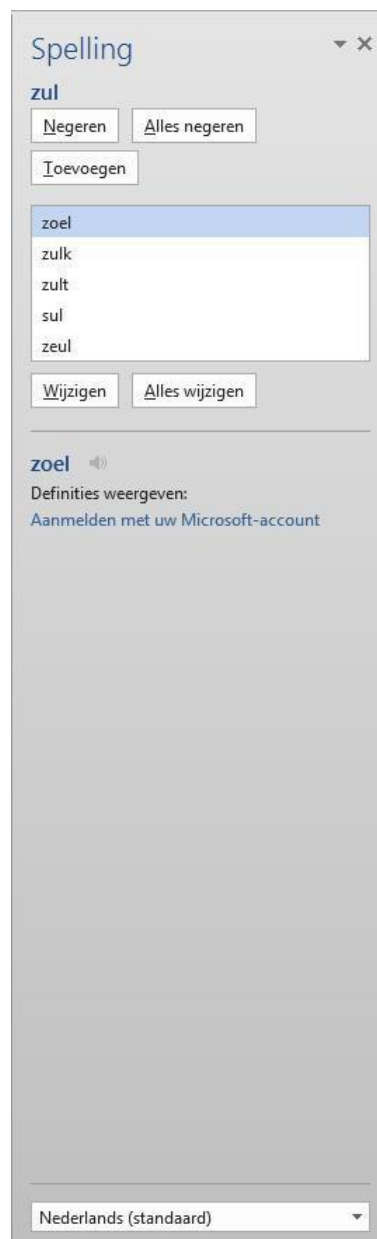 Spelling
zul
Negeren Alles negeren
Toevoegen
zoel
zulk
zult
sul
zeul
Wijzigen Alles wijzigen
zoel
Definities weergeven:
Aanmelden met uw Microsoft-account
Nederlands (standaard)